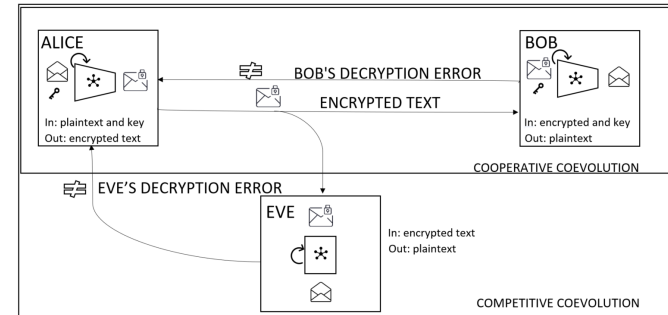 ALICE
In: plaintext and key
Out: encrypted text
BOB'S DECRYPTION ERROR
ENCRYPTED TEXT
BOB
In: encrypted and key
Out: plaintext
COOPERATIVE COEVOLUTION
EVE'S DECRYPTION ERROR
EVE
In: encrypted text
Out: plaintext
COMPETITIVE COEVOLUTION